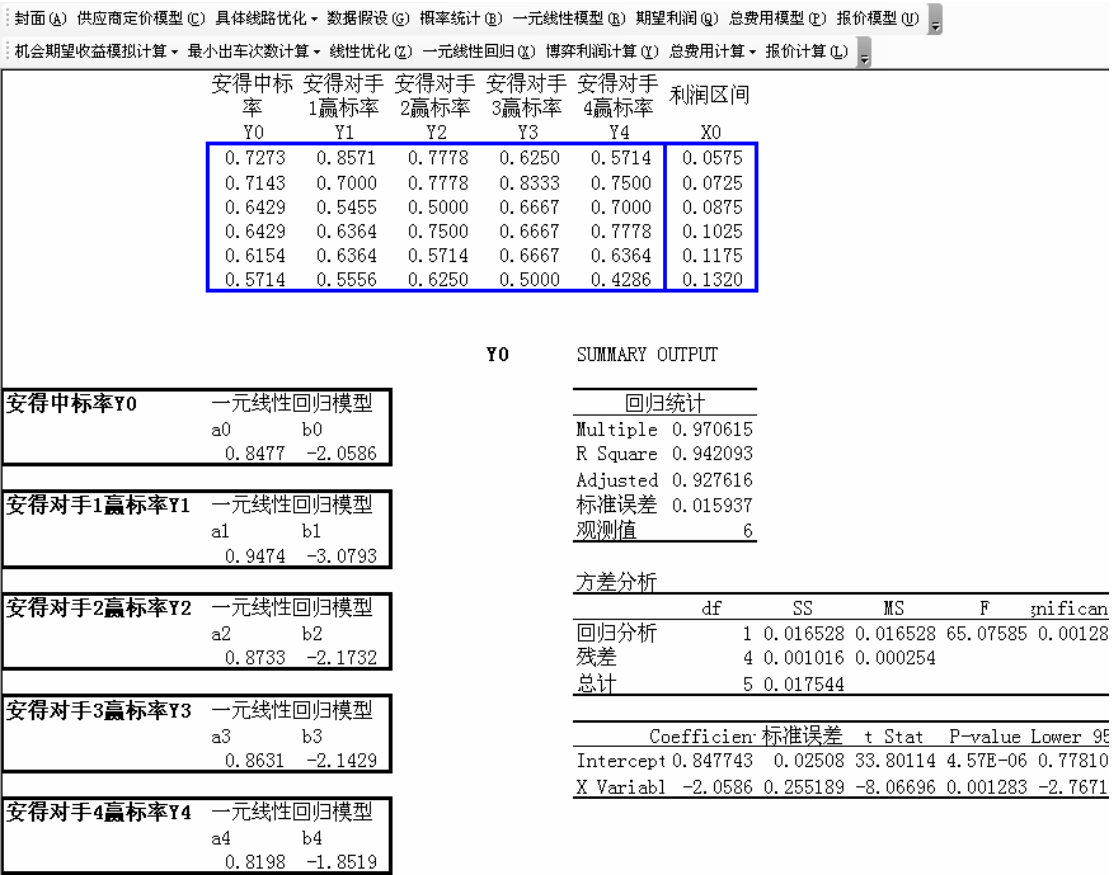 封面(A) 供应商定价模型(C) 具体线路优化 数据假设(G) 概率统计(B) 一元线性模型(R) 期望利润(Q) 总费用模型(P) 报价模型(U)
机会期望收益模拟计算 最小出车次数计算 线性优化(Z) 一元线性回归(X) 博弈利润计算(Y) 总费用计算 报价计算(L)
安得中标率 安得对手1赢标率 安得对手2赢标率 安得对手3赢标率 安得对手4赢标率 利润区间
Y0 Y1 Y2 Y3 Y4 X0
0.7273 0.8571 0.7778 0.6250 0.5714 0.0575
0.7143 0.7000 0.7778 0.8333 0.7500 0.0725
0.6429 0.5455 0.5000 0.6667 0.7000 0.0875
0.6429 0.6364 0.7500 0.6667 0.7778 0.1025
0.6154 0.6364 0.5714 0.6667 0.6364 0.1175
0.5714 0.5556 0.6250 0.5000 0.4286 0.1320
Y0 SUMMARY OUTPUT
安得中标率Y0 一元线性回归模型
a0 b0
0.8477 -2.0586
安得对手1赢标率Y1 一元线性回归模型
a1 b1
0.9474 -3.0793
安得对手2赢标率Y2 一元线性回归模型
a2 b2
0.8733 -2.1732
安得对手3赢标率Y3 一元线性回归模型
a3 b3
0.8631 -2.1429
安得对手4赢标率Y4 一元线性回归模型
a4 b4
0.8198 -1.8519
回归统计
Multiple 0.970615
R Square 0.942093
Adjusted 0.927616
标准误差 0.015937
观测值 6
方差分析
df SS MS F gnifican
回归分析 1 0.016528 0.016528 65.07585 0.00128
残差 4 0.001016 0.000254
总计 5 0.017544
Coefficien 标准误差 t Stat P-value Lower 95
Intercept 0.847743 0.02508 33.80114 4.57E-06 0.77810
X Variabl -2.0586 0.255189 -8.06696 0.001283 -2.7671